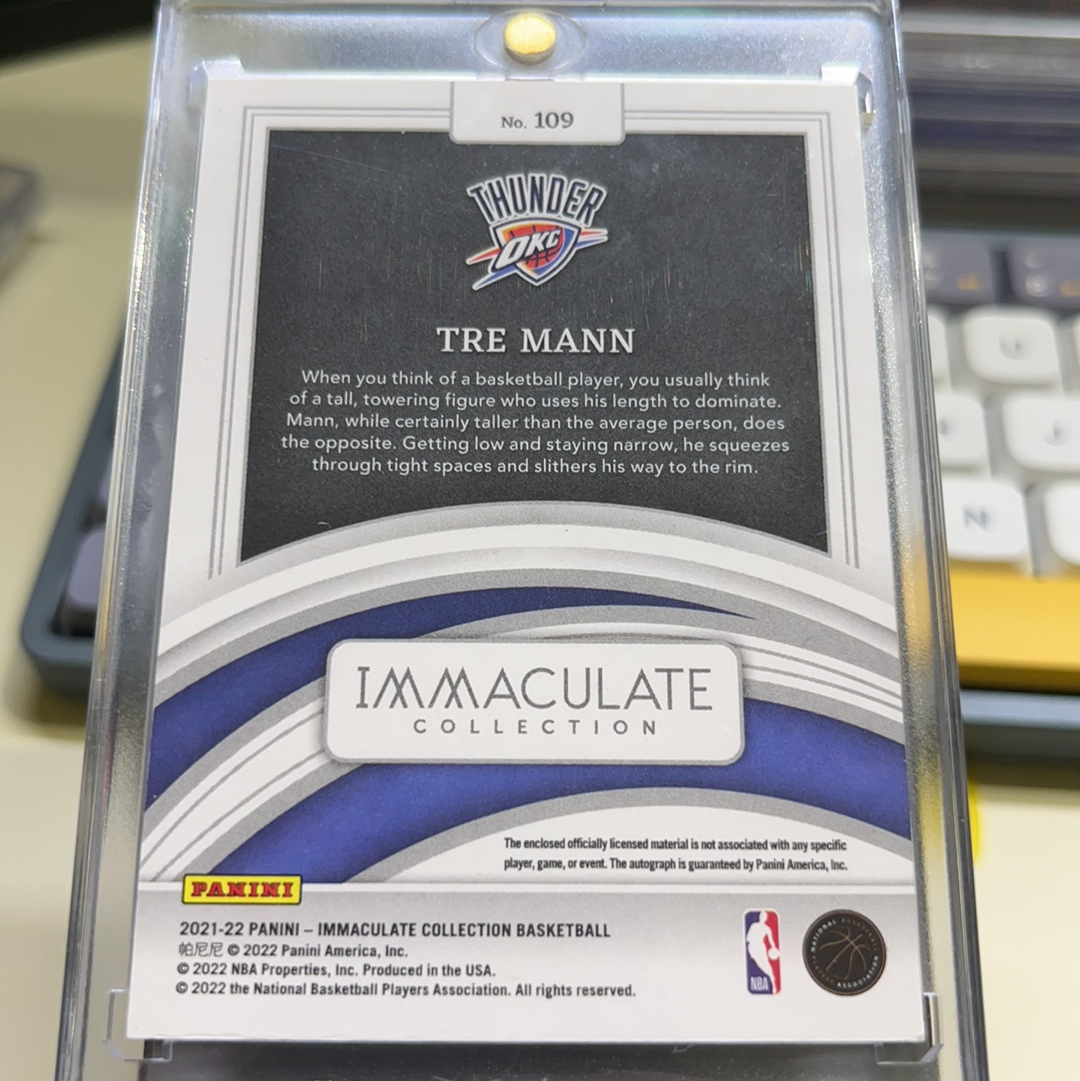 No. 109
THUNDER
OKC
TRE MANN
When you think of a basketball player, you usually think
of a tall, towering figure who uses his length to dominate.
Mann, while certainly taller than the average person, does
the opposite. Getting low and staying narrow, he squeezes
through tight spaces and slithers his way to the rim.
IMMACULATE
COLLECTION
The enclosed officially licensed material is not associated with any specific
player, game, or event. The autograph is guaranteed by Panini America, Inc.
PANINI
2021-22 PANINI – IMMACULATE COLLECTION BASKETBALL
帕尼尼 © 2022 Panini America, Inc.
© 2022 NBA Properties, Inc. Produced in the USA.
© 2022 the National Basketball Players Association. All rights reserved.
NBA
NATIONAL BASKETBALL
ASSOCIATION
N